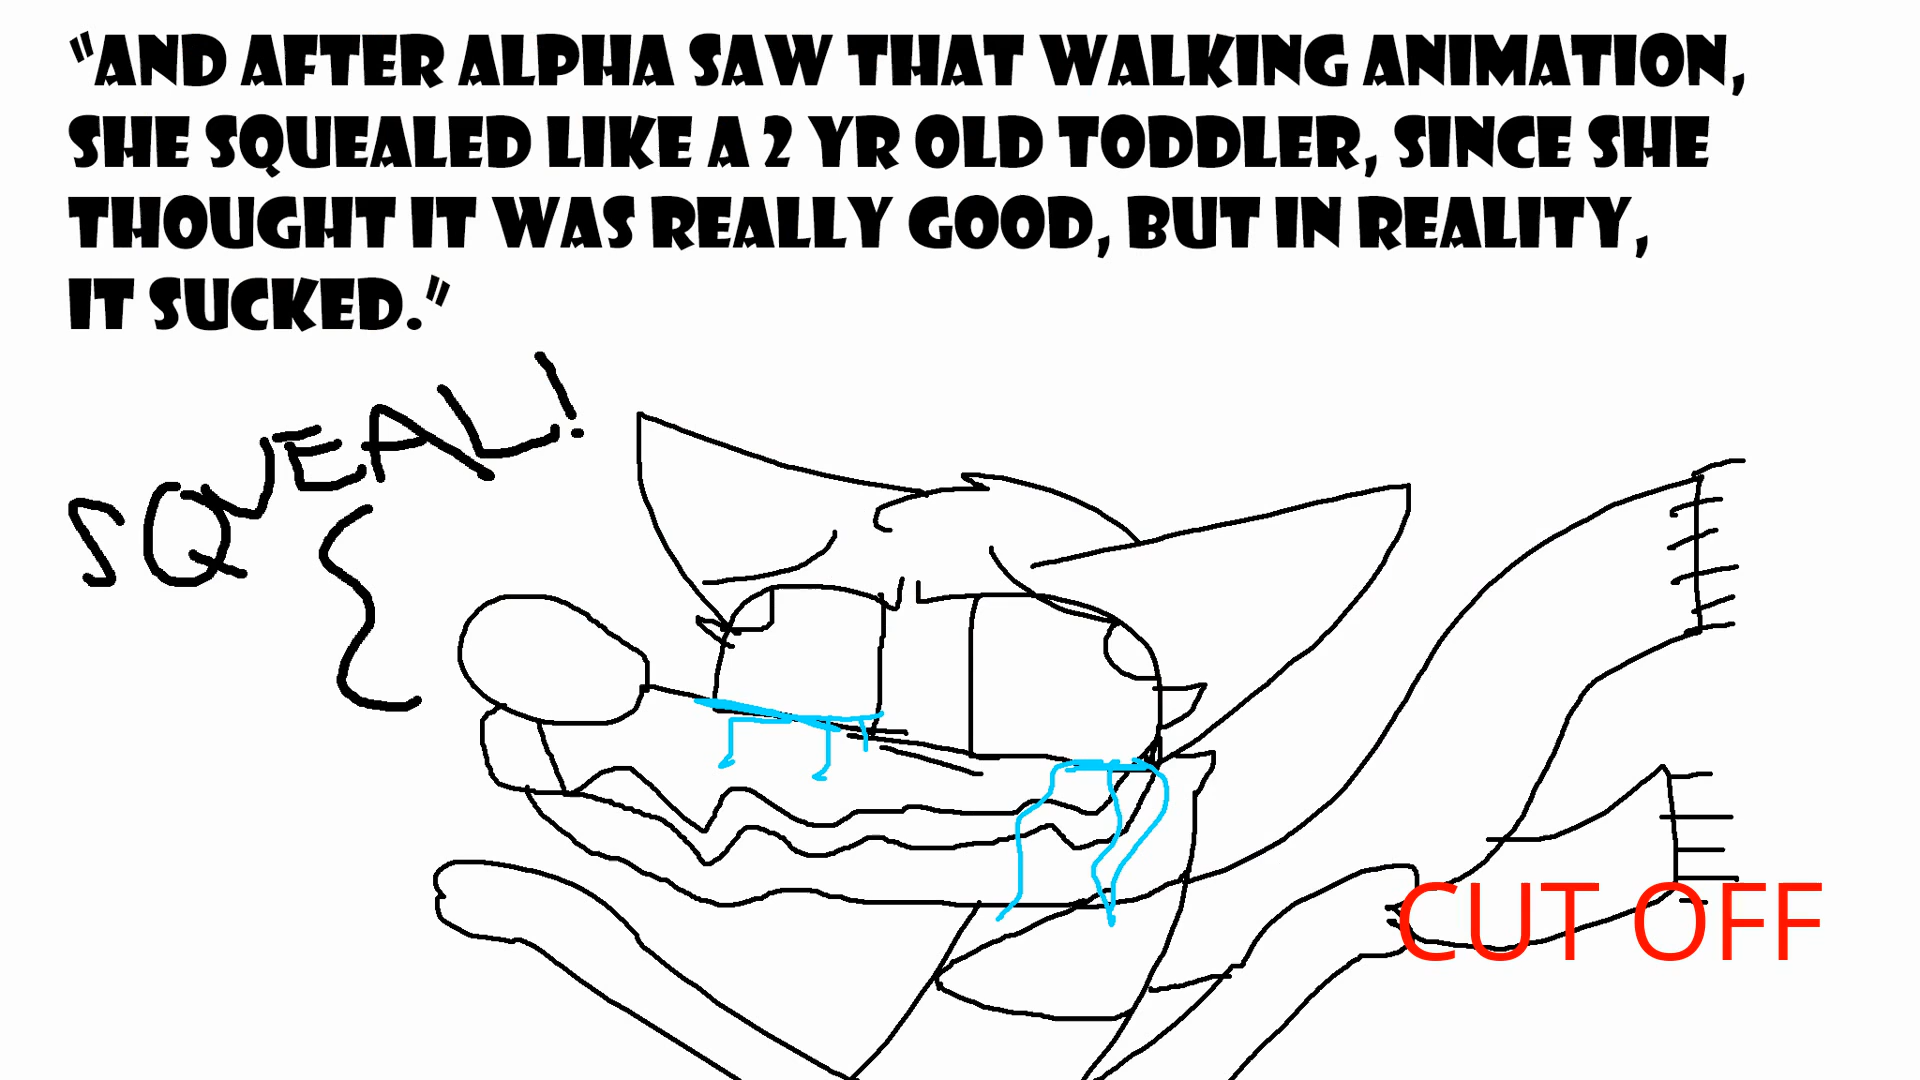 "AND AFTER ALPHA SAW THAT WALKING ANIMATION,
SHE SQUEALED LIKE A 2 YR OLD TODDLER, SINCE SHE
THOUGHT IT WAS REALLY GOOD, BUT IN REALITY,
IT SUCKED."
SQUEAL!
CUT OFF